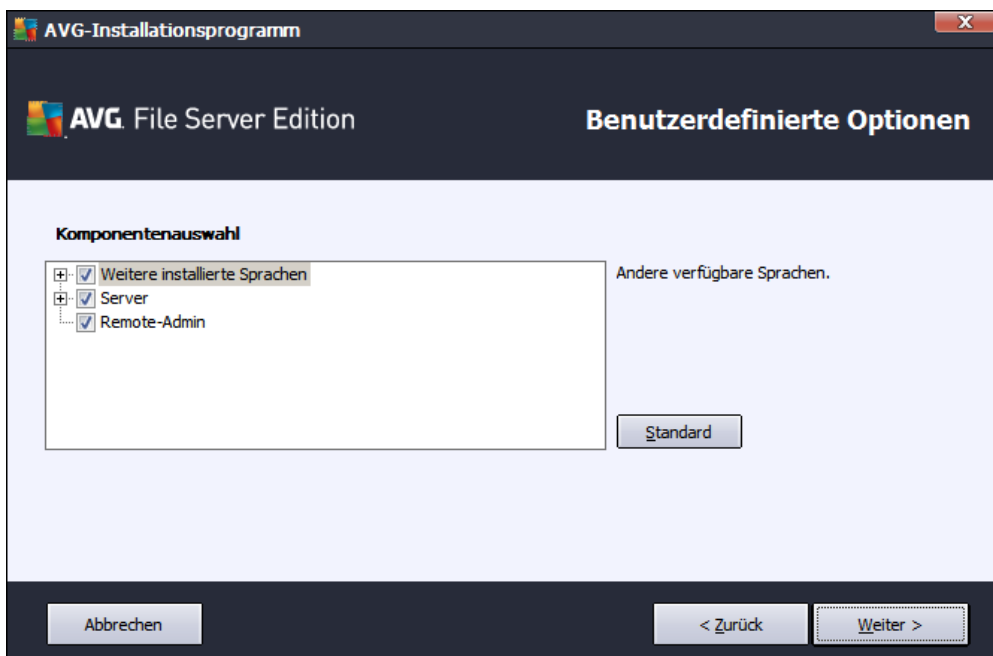 AVG-Installationsprogramm
AVG. File Server Edition
Benutzerdefinierte Optionen
Komponentenauswahl
Weitere installierte Sprachen
Server
Remote-Admin
Andere verfügbare Sprachen.
Standard
Abbrechen
< Zurück
Weiter >